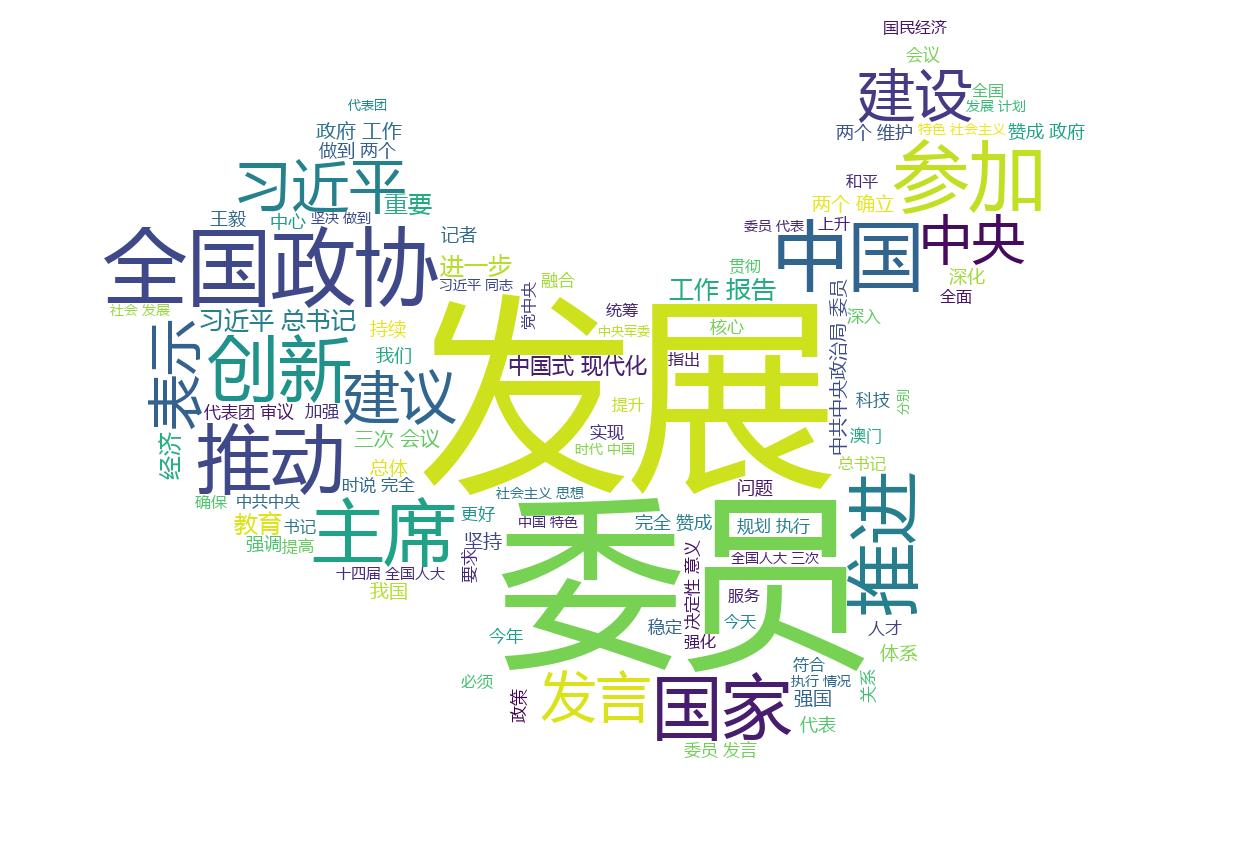 国民经济
会议
建设
全国
发展 计划
代表团
政府 工作
两个 维护
特色 社会主义
赞成 政府
做到 两个
习近平
重要
参加
和平
两个 确立
王毅
中心
坚决 做到
委员 代表
上升
中国
中央
全国政协
记者
进一步
习近平 同志
融合
党中央
贯彻
工作 报告
深化
全面
社会 发展
习近平 总书记
持续
统筹
中央军委
核心
中共中央政治局 委员
深入
表示
创新
我们
发展
中国式 现代化
指出
建议
提升
科技
分别
代表团 审议
加强
推动
三次 会议
实现
时代 中国
澳门
经济
总体
总书记
时说 完全
社会主义 思想
问题
推进
确保
中共中央
教育
书记
主席
更好
中国 特色
委员
完全 赞成
规划 执行
强调
提高
坚持
要求
十四届 全国人大
全国人大 三次
我国
决定性 意义
服务
今年
稳定
今天
强化
人才
体系
必须
政策
发言
国家
符合
执行 情况
强国
关系
代表
委员 发言